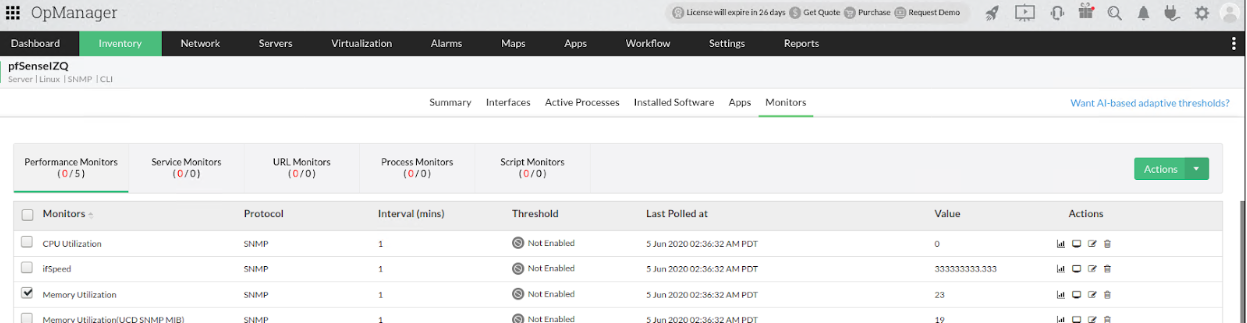 OpManager License will expire in 26 days Get Quote Purchase Request Demo
Dashboard Inventory Network Servers Virtualization Alarms Maps Apps Workflow Settings Reports
pfSenseIZQ
Server | Linux | SNMP | CLI
Summary Interfaces Active Processes Installed Software Apps Monitors Want AI-based adaptive thresholds?
Performance Monitors Service Monitors URL Monitors Process Monitors Script Monitors
(0/5) (0/0) (0/0) (0/0) (0/0) Actions
Monitors Protocol Interval (mins) Threshold Last Polled at Value Actions
CPU Utilization SNMP 1 Not Enabled 5 Jun 2020 02:36:32 AM PDT 0
ifSpeed SNMP 1 Not Enabled 5 Jun 2020 02:36:32 AM PDT 333333333.333
Memory Utilization SNMP 1 Not Enabled 5 Jun 2020 02:36:32 AM PDT 23
Memory Utilization(UCD SNMP MIB) SNMP 1 Not Enabled 5 Jun 2020 02:36:32 AM PDT 19